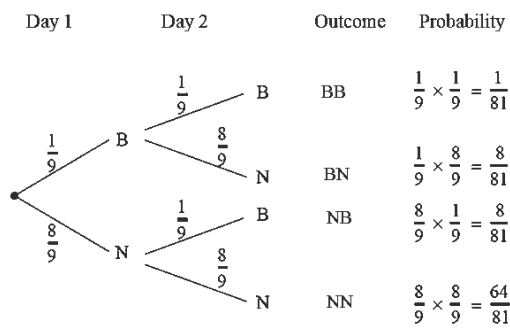 Day 1 Day 2 Outcome Probability
1/9 B BB 1/9 × 1/9 = 1/81
1/9 B
8/9 N BN 1/9 × 8/9 = 8/81
8/9 N
1/9 B NB 8/9 × 1/9 = 8/81
8/9 N NN 8/9 × 8/9 = 64/81